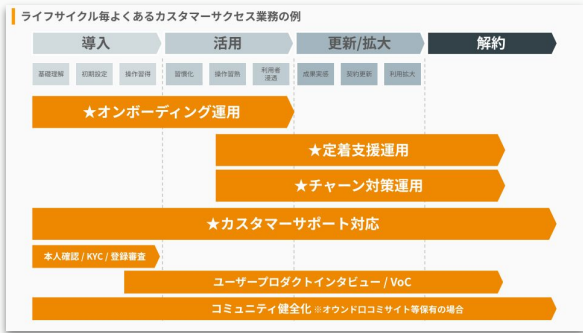 ライフサイクル毎よくあるカスタマーサクセス業務の例
導入 活用 更新/拡大 解約
基礎理解 初期設定 操作習得 習慣化 操作習熟 利用者 成果実感 契約更新 利用拡大
浸透
★オンボーディング運用
★定着支援運用
★チャーン対策運用
★カスタマーサポート対応
本人確認 / KYC / 登録審査
ユーザープロダクトインタビュー / VoC
コミュニティ健全化 ※オウンド口コミサイト等保有の場合